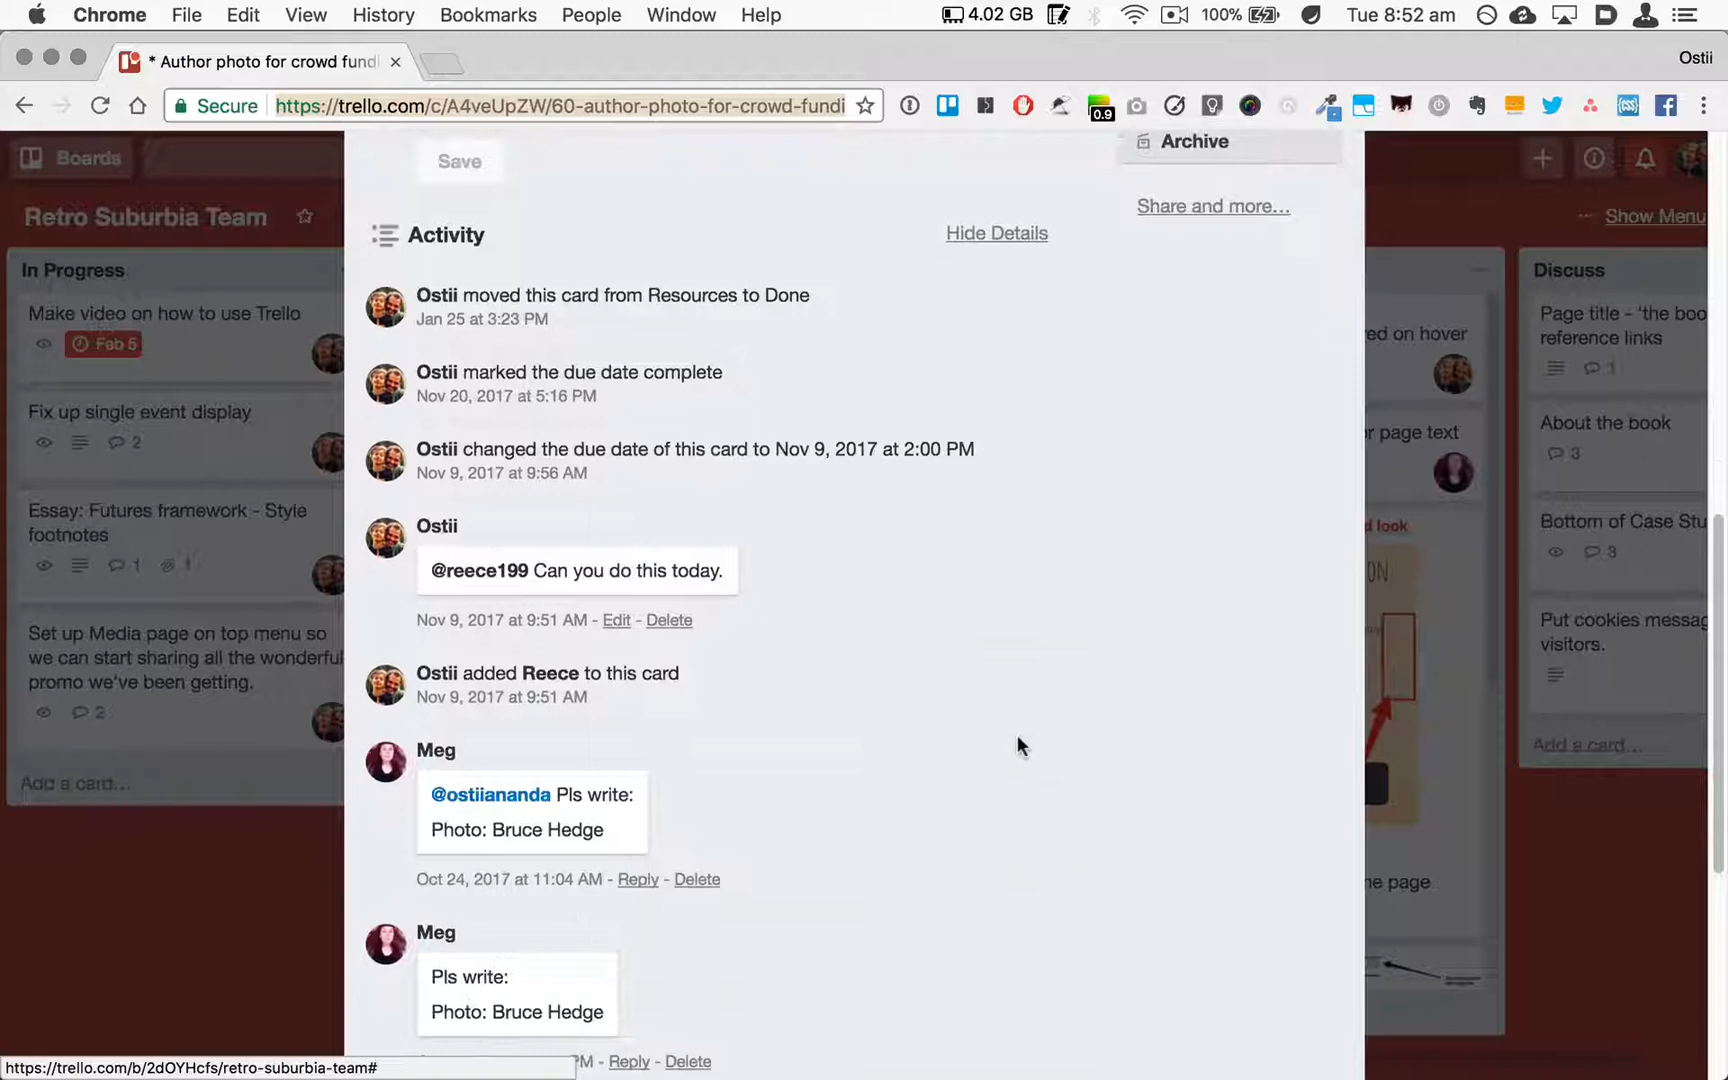 Chrome File Edit View History Bookmarks People Window Help 4.02 GB 100% Tue 8:52 am
* Author photo for crowd fundi
Ostii
Secure https://trello.com/c/A4veUpZW/60-author-photo-for-crowd-fundi
0.9
Boards
Archive
Save
Share and more…
Retro Suburbia Team
Show Menu
Activity
Hide Details
In Progress
Make video on how to use Trello
Feb 5
Fix up single event display
2
Essay: Futures framework - Style
footnotes
1 1
Set up Media page on top menu so
we can start sharing all the wonderful
promo we've been getting.
2
Add a card…
Ostii moved this card from Resources to Done
Jan 25 at 3:23 PM
Ostii marked the due date complete
Nov 20, 2017 at 5:16 PM
Ostii changed the due date of this card to Nov 9, 2017 at 2:00 PM
Nov 9, 2017 at 9:56 AM
Ostii
@reece199 Can you do this today.
Nov 9, 2017 at 9:51 AM - Edit - Delete
Ostii added Reece to this card
Nov 9, 2017 at 9:51 AM
Meg
@ostiiananda Pls write:
Photo: Bruce Hedge
Oct 24, 2017 at 11:04 AM - Reply - Delete
Meg
Pls write:
Photo: Bruce Hedge
PM - Reply - Delete
ed on hover
r page text
d look
ON
ne page
Discuss
Page title - 'the boo
reference links
1
About the book
3
Bottom of Case Stu
3
Put cookies messag
visitors.
Add a card…
https://trello.com/b/2dOYHcfs/retro-suburbia-team#